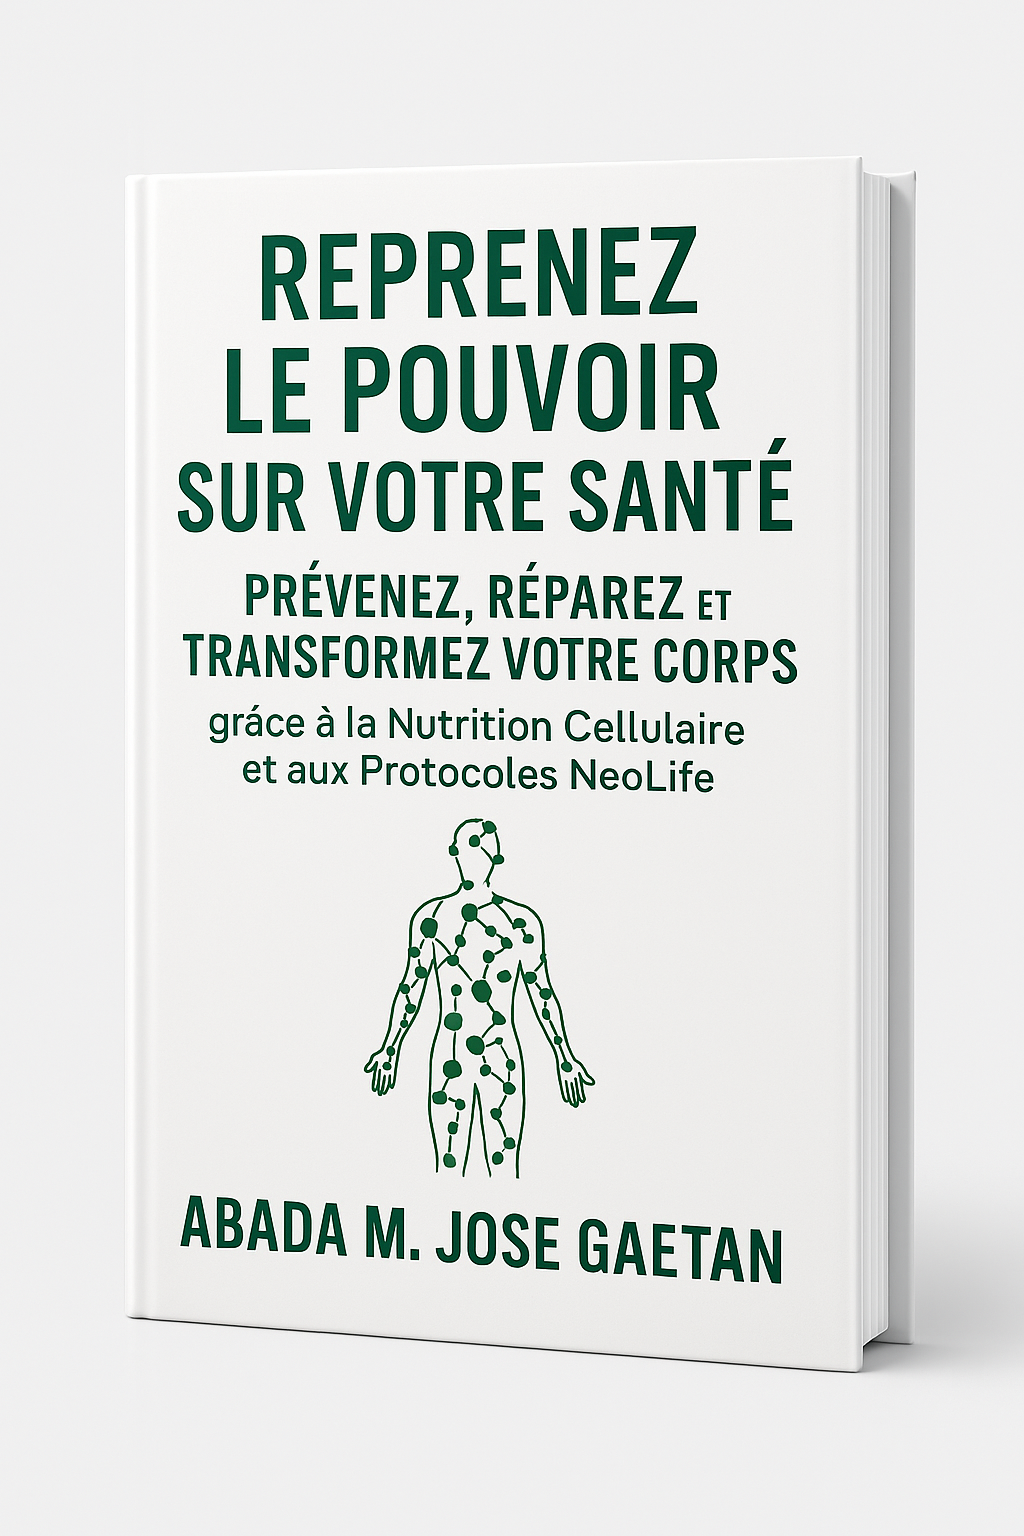 REPRENEZ
LE POUVOIR
SUR VOTRE SANTÉ
PRÉVENEZ, RÉPAREZ ET
TRANSFORMEZ VOTRE CORPS
gráce à la Nutrition Cellulaire
et aux Protocoles NeoLife
ABADA M. JOSE GAETAN